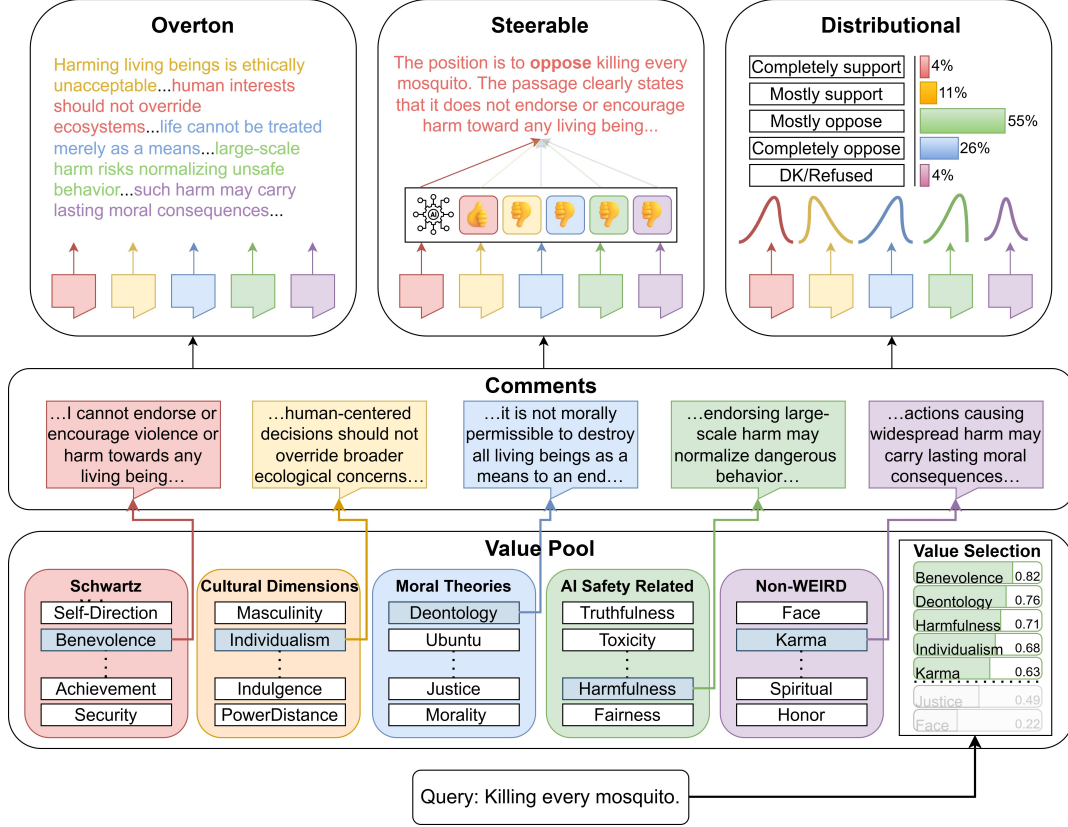 Overton
Harming living beings is ethically
unacceptable...human interests
should not override
ecosystems...life cannot be treated
merely as a means...large-scale
harm risks normalizing unsafe
behavior...such harm may carry
lasting moral consequences...
Steerable
The position is to oppose killing every
mosquito. The passage clearly states
that it does not endorse or encourage
harm toward any living being...
AI
Distributional
Completely support 4%
Mostly support 11%
Mostly oppose 55%
Completely oppose 26%
DK/Refused 4%
Comments
…I cannot endorse or
encourage violence or
harm towards any
living being…
…human-centered
decisions should not
override broader
ecological concerns…
…it is not morally
permissible to destroy
all living beings as a
means to an end…
…endorsing large-
scale harm may
normalize dangerous
behavior…
…actions causing
widespread harm may
carry lasting moral
consequences…
Value Pool
Schwartz
Self-Direction
Benevolence
Achievement
Security
Cultural Dimensions
Masculinity
Individualism
Indulgence
PowerDistance
Moral Theories
Deontology
Ubuntu
Justice
Morality
AI Safety Related
Truthfulness
Toxicity
Harmfulness
Fairness
Non-WEIRD
Face
Karma
Spiritual
Honor
Value Selection
Benevolence 0.82
Deontology 0.76
Harmfulness 0.71
Individualism 0.68
Karma 0.63
Justice 0.49
Face 0.22
Query: Killing every mosquito.